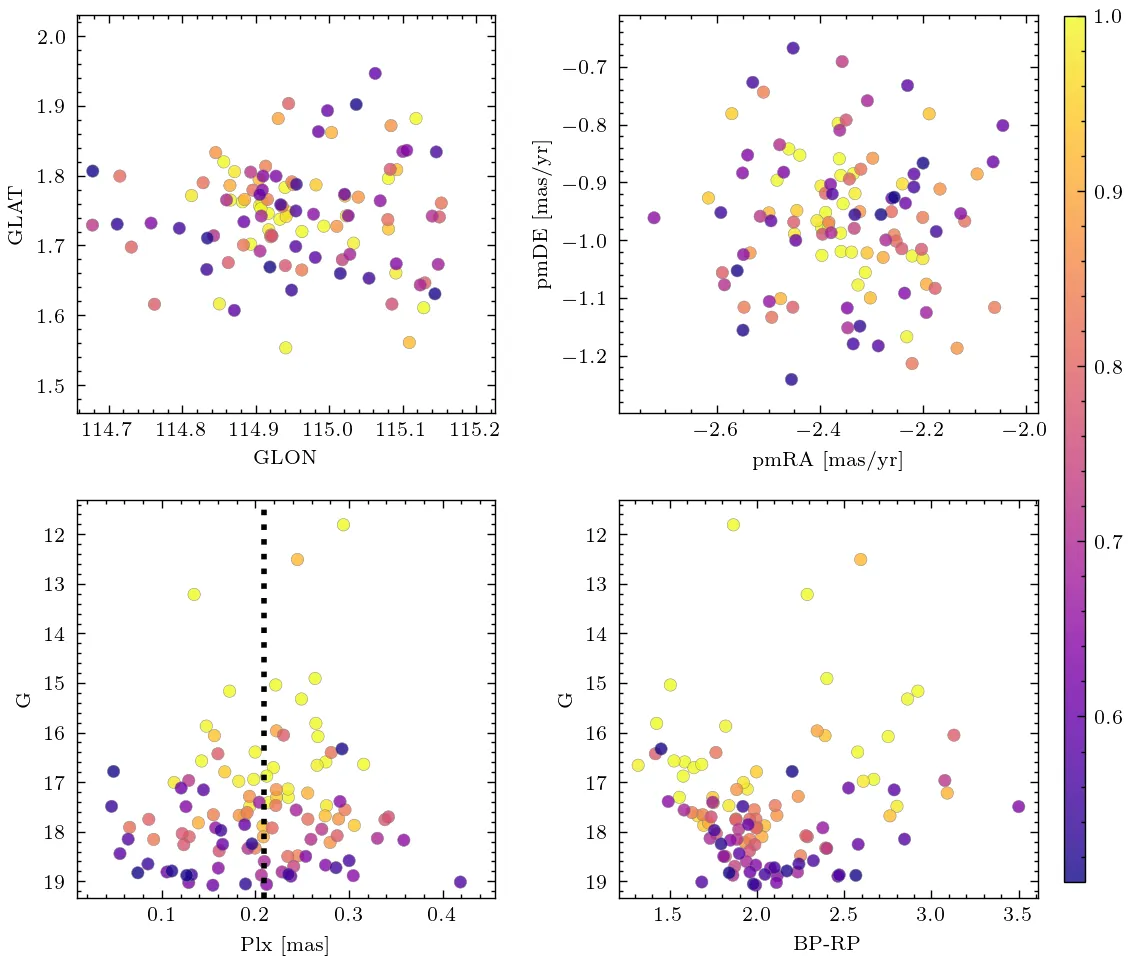 2.0
1.9
1.8
1.7
1.6
1.5
GLAT
114.7 114.8 114.9 115.0 115.1 115.2
GLON
−0.7
−0.8
−0.9
−1.0
−1.1
−1.2
pmDE [mas/yr]
−2.6 −2.4 −2.2 −2.0
pmRA [mas/yr]
1.0
0.9
0.8
0.7
0.6
12
13
14
15
16
17
18
19
G
0.1 0.2 0.3 0.4
Plx [mas]
12
13
14
15
16
17
18
19
G
1.5 2.0 2.5 3.0 3.5
BP-RP